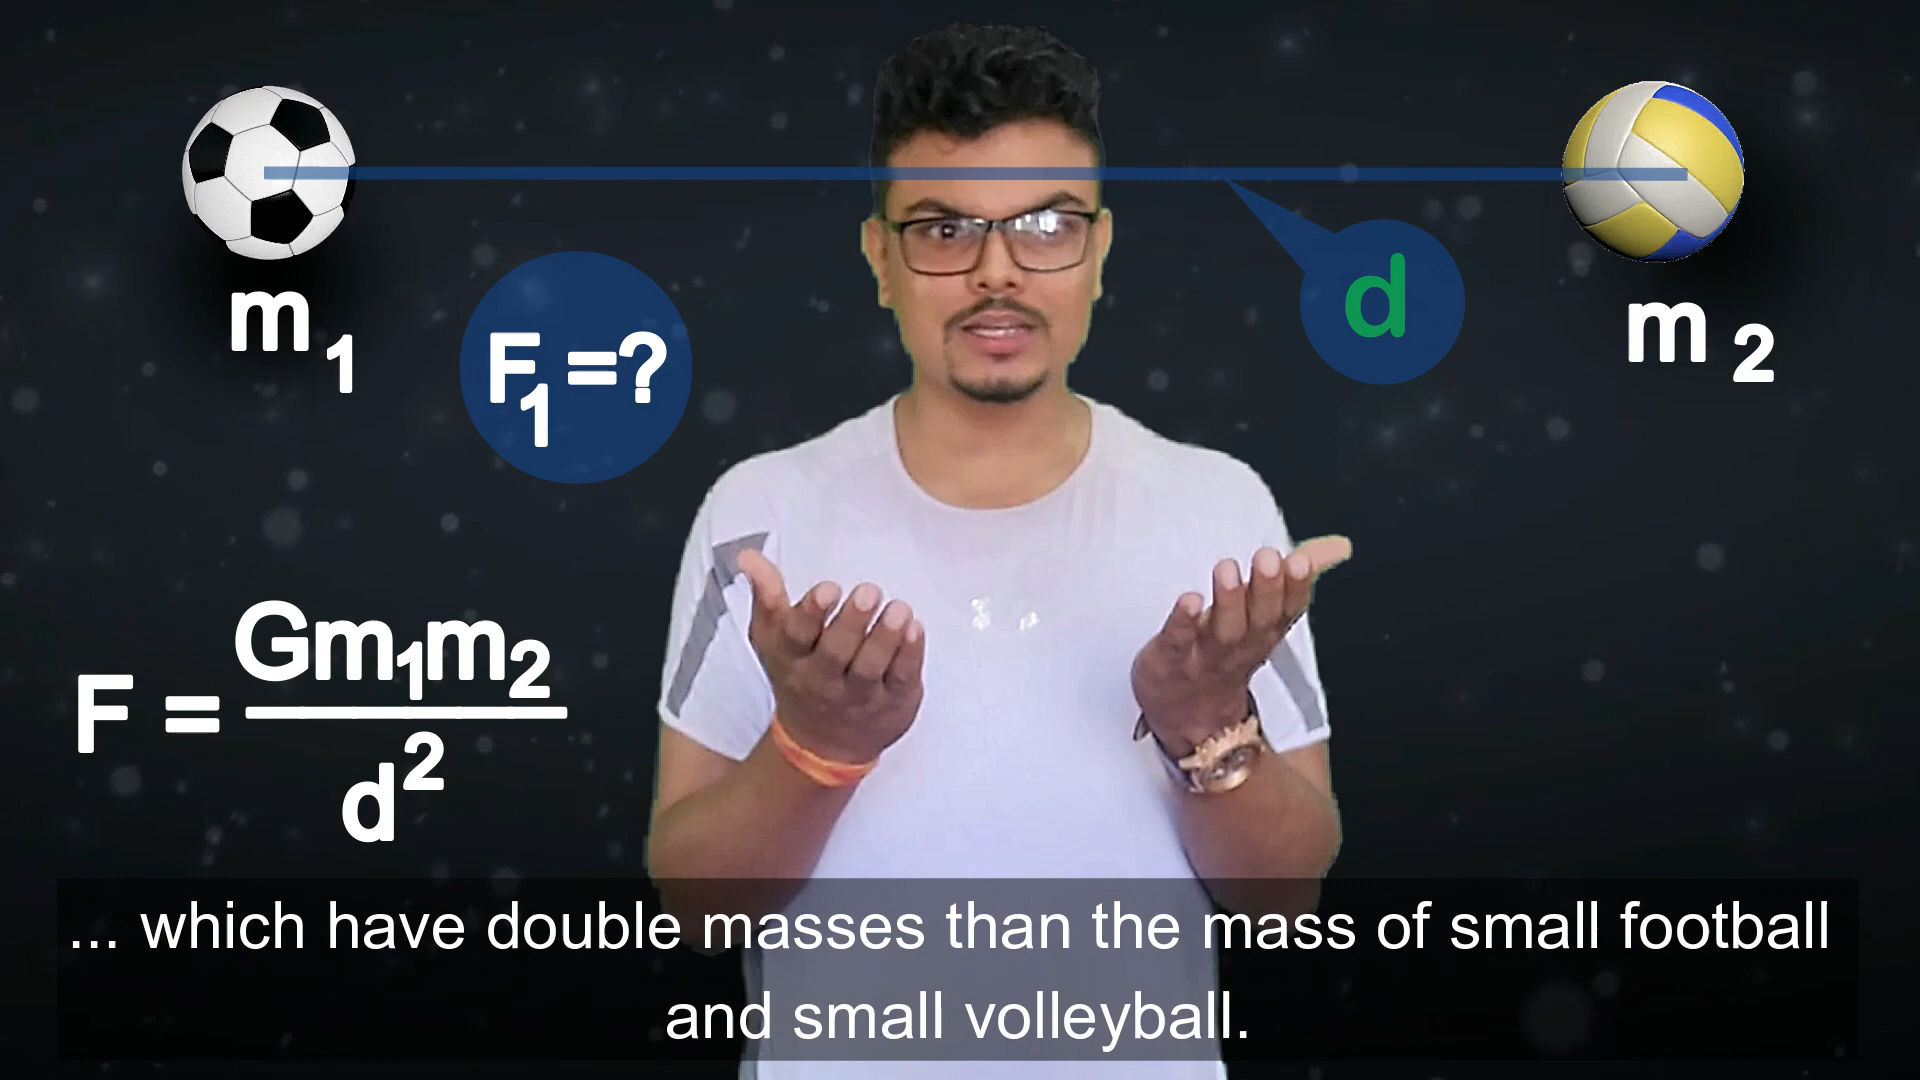 m₁
F₁=?
d
m₂
F = Gm₁m₂
d²
... which have double masses than the mass of small football
and small volleyball.